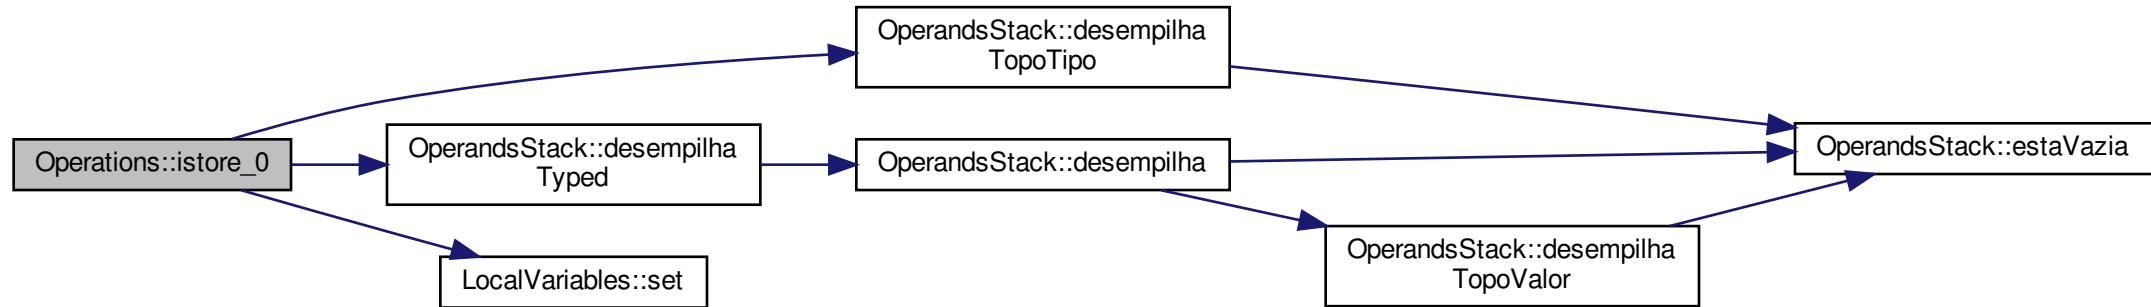 Operations::istore_0
OperandsStack::desempilha
TopoTipo
OperandsStack::desempilha
Typed
LocalVariables::set
OperandsStack::desempilha
OperandsStack::desempilha
TopoValor
OperandsStack::estaVazia